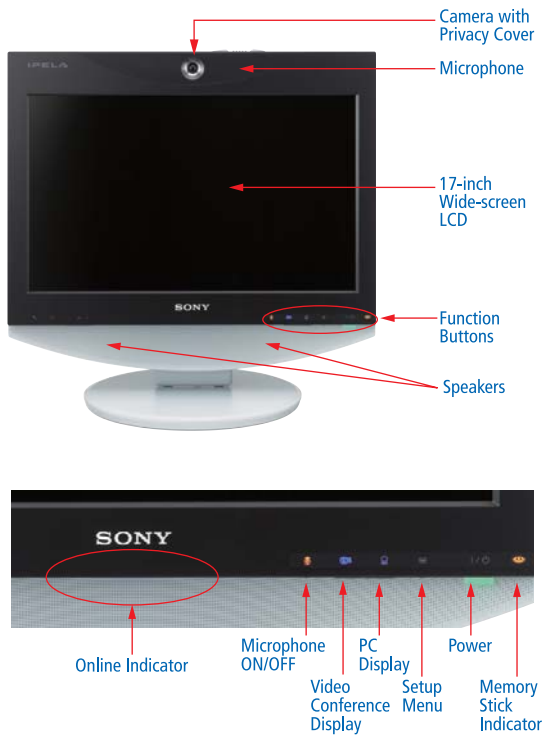 Camera with
Privacy Cover
IPELA
Microphone
17-inch
Wide-screen
LCD
SONY
Function
Buttons
Speakers
SONY
Online Indicator
Microphone
ON/OFF
PC
Display
Power
Video
Conference
Display
Setup
Menu
Memory
Stick
Indicator